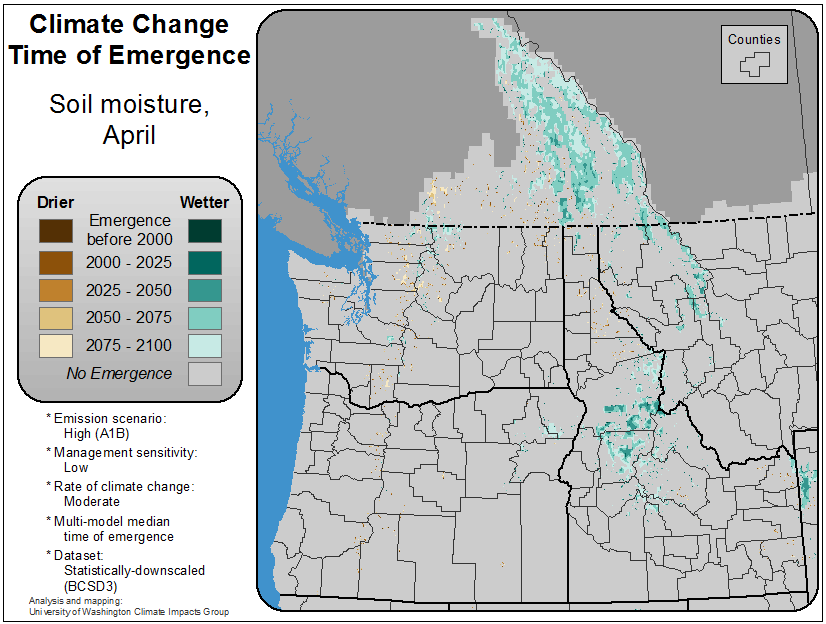 Climate Change
Time of Emergence
Soil moisture,
April
Counties
Drier
Wetter
Emergence
before 2000
2000 - 2025
2025 - 2050
2050 - 2075
2075 - 2100
No Emergence
* Emission scenario:
High (A1B)
* Management sensitivity:
Low
* Rate of climate change:
Moderate
* Multi-model median
time of emergence
* Dataset:
Statistically-downscaled
(BCSD3)
Analysis and mapping:
University of Washington Climate Impacts Group